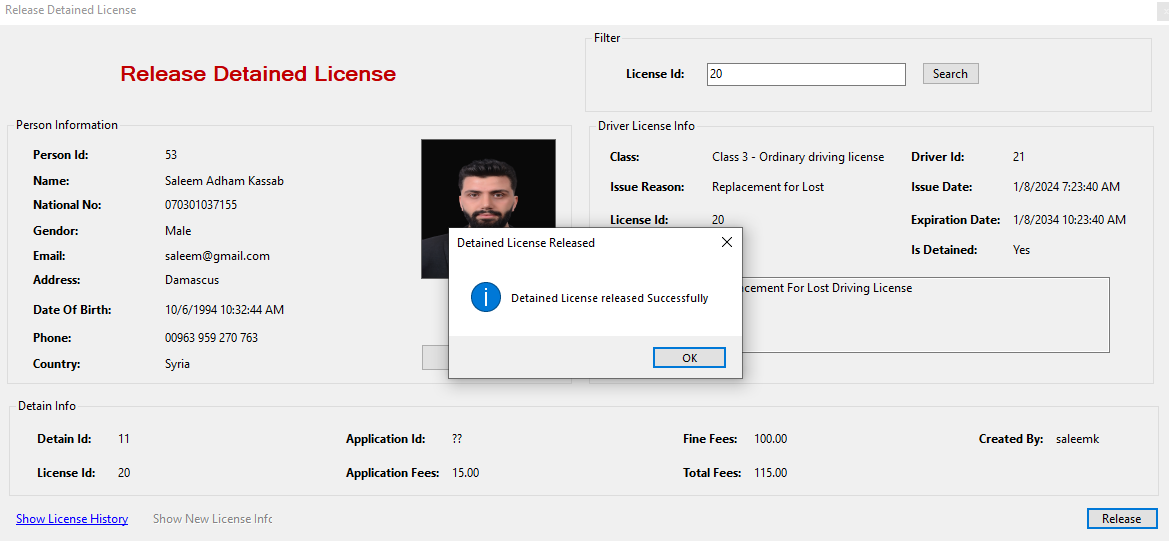 Release Detained License
Release Detained License
Filter
License Id: 20 Search
Person Information
Person Id: 53
Name: Saleem Adham Kassab
National No: 070301037155
Gendor: Male
Email: saleem@gmail.com
Address: Damascus
Date Of Birth: 10/6/1994 10:32:44 AM
Phone: 00963 959 270 763
Country: Syria
Driver License Info
Class: Class 3 - Ordinary driving license Driver Id: 21
Issue Reason: Replacement for Lost Issue Date: 1/8/2024 7:23:40 AM
License Id: 20 Expiration Date: 1/8/2034 10:23:40 AM
Is Detained: Yes
For Lost Driving License
Detained License Released
Detained License released Successfully
OK
Detain Info
Detain Id: 11 Application Id: ?? Fine Fees: 100.00 Created By: saleemk
License Id: 20 Application Fees: 15.00 Total Fees: 115.00
Show License History Show New License Info Release